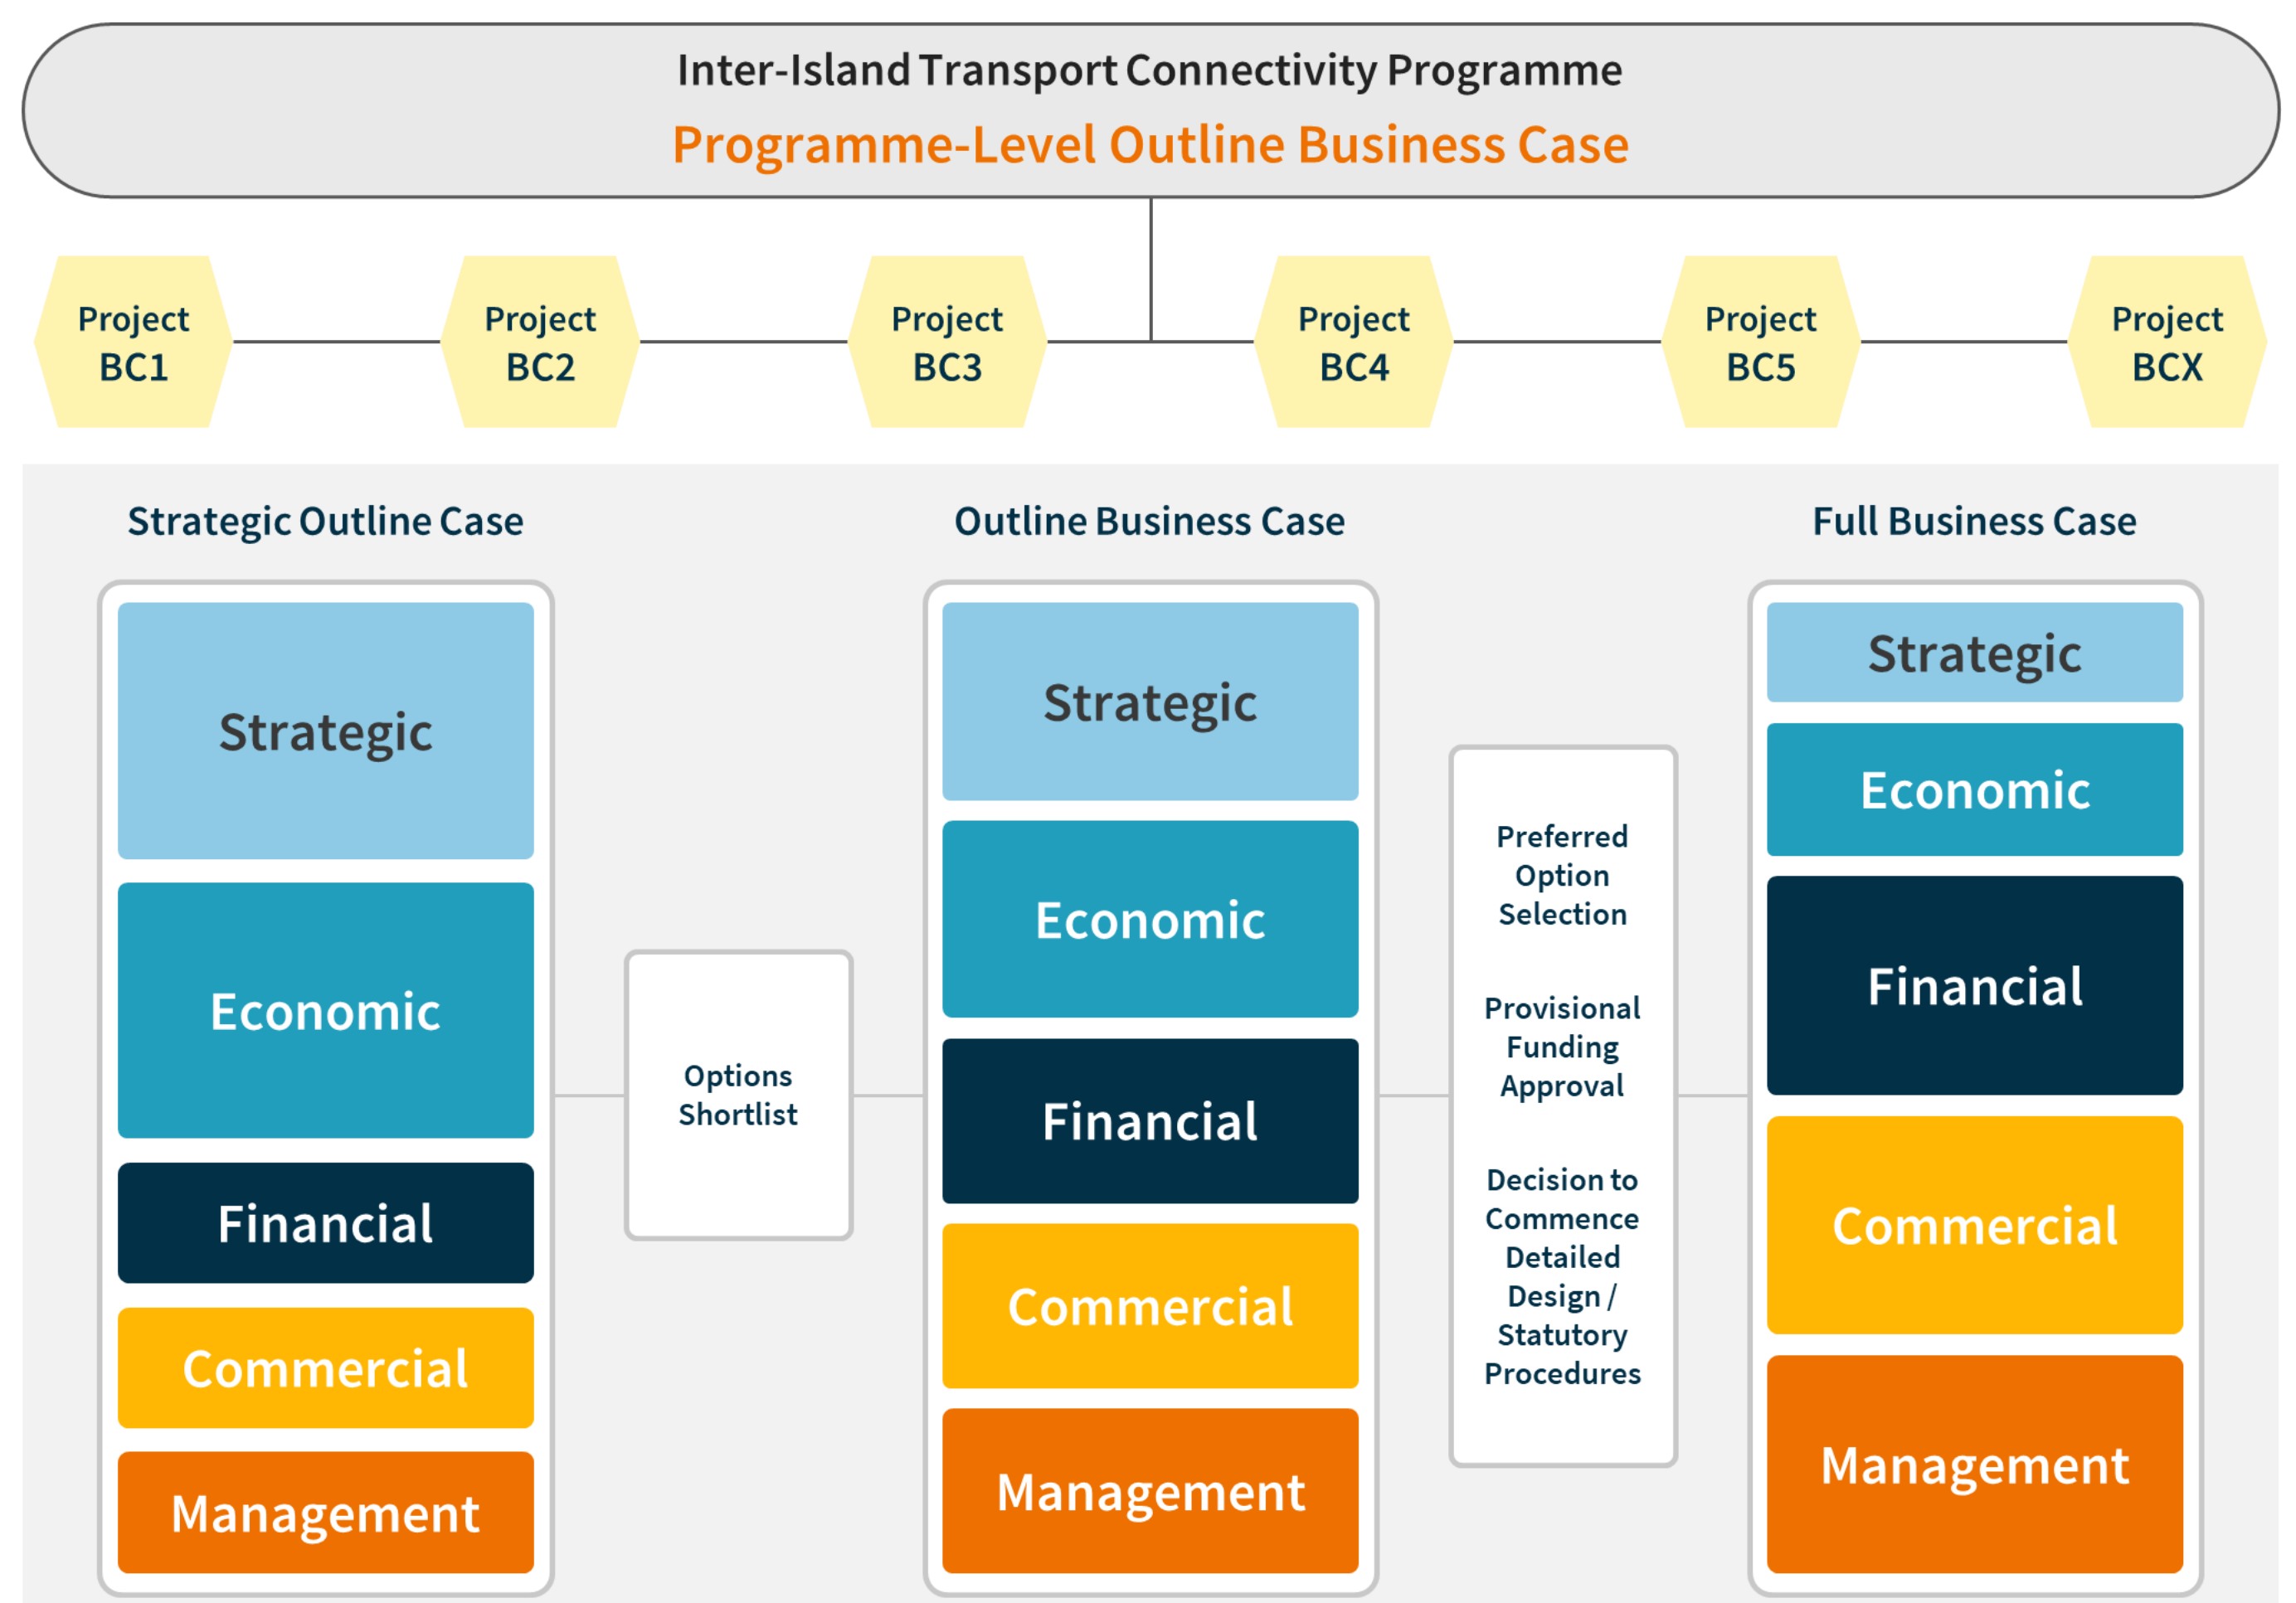 Inter-Island Transport Connectivity Programme
Programme-Level Outline Business Case
Project
BC1
Project
BC2
Project
BC3
Project
BC4
Project
BC5
Project
BCX
Strategic Outline Case
Strategic
Economic
Financial
Commercial
Management
Options
Shortlist
Outline Business Case
Strategic
Economic
Financial
Commercial
Management
Preferred
Option
Selection
Provisional
Funding
Approval
Decision to
Commence
Detailed
Design /
Statutory
Procedures
Full Business Case
Strategic
Economic
Financial
Commercial
Management